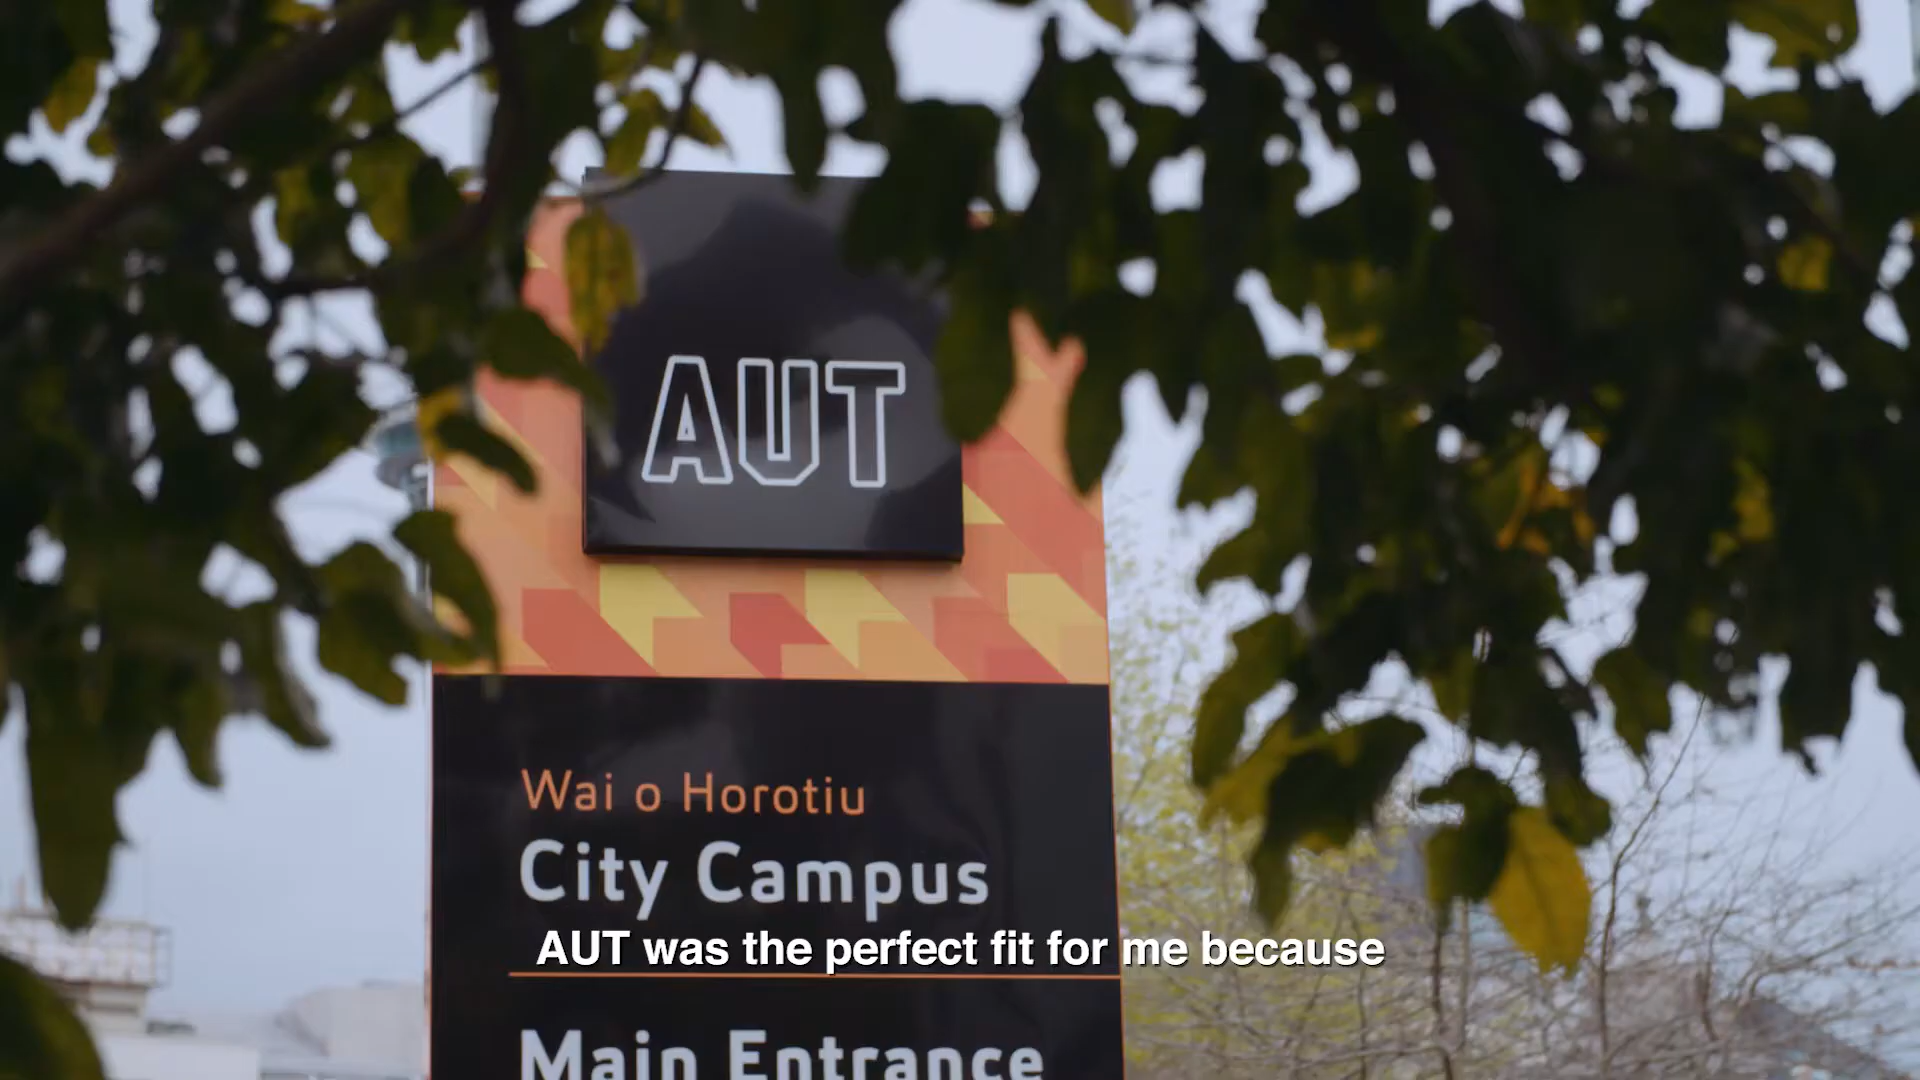 AUT
Wai o Horotiu
City Campus
AUT was the perfect fit for me because
Main Entrance